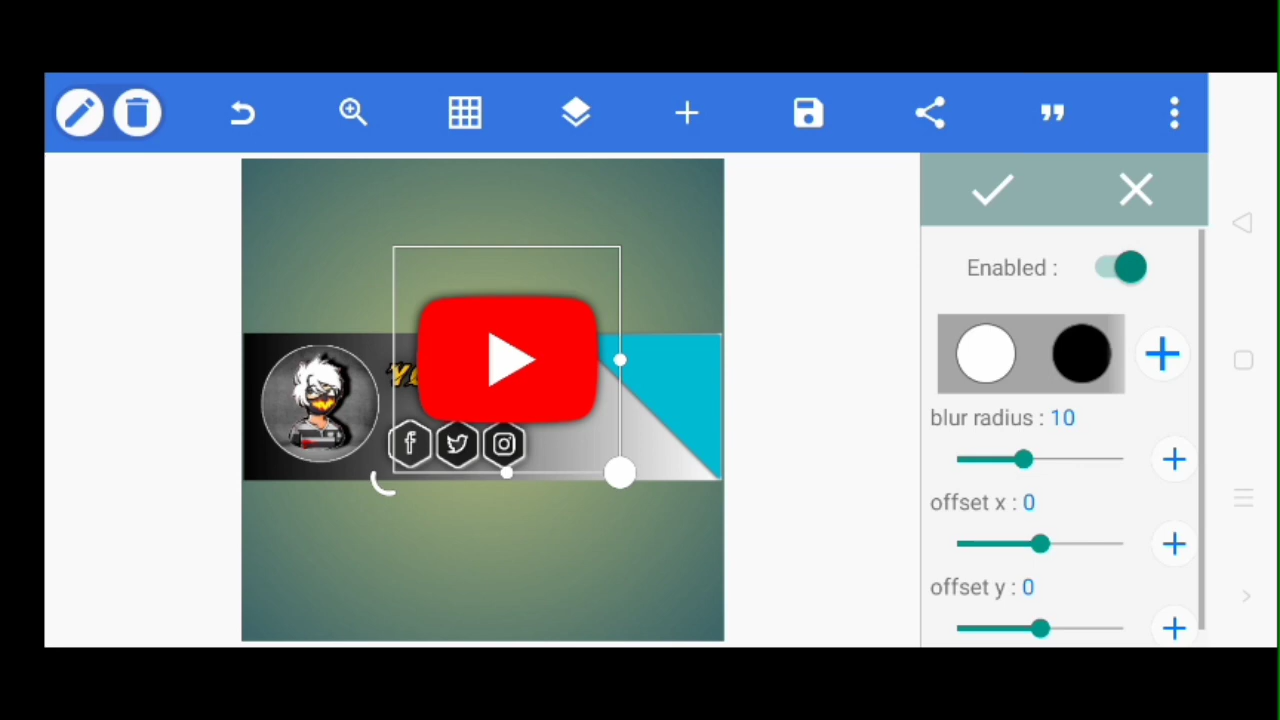 Enabled :
blur radius : 10
offset x : 0
offset y : 0